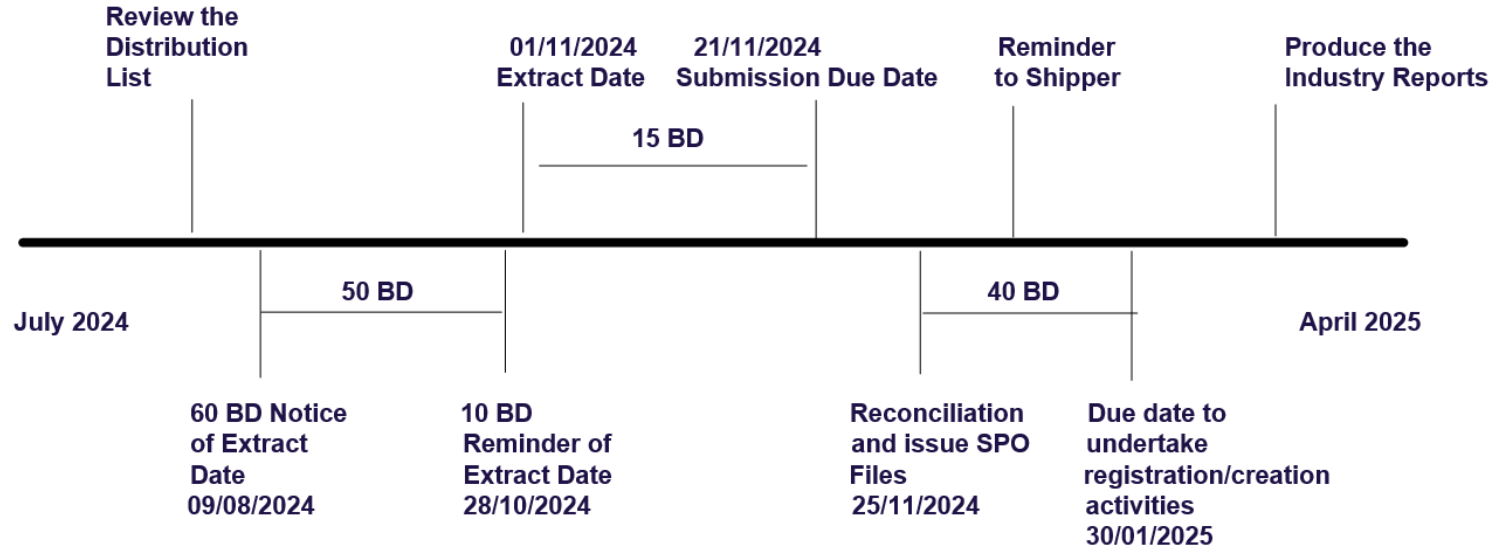 Review the
Distribution
List
01/11/2024
Extract Date
21/11/2024
Submission Due Date
Reminder
to Shipper
Produce the
Industry Reports
15 BD
50 BD
40 BD
July 2024
April 2025
60 BD Notice
of Extract
Date
09/08/2024
10 BD
Reminder of
Extract Date
28/10/2024
Reconciliation
and issue SPO
Files
25/11/2024
Due date to
undertake
registration/creation
activities
30/01/2025